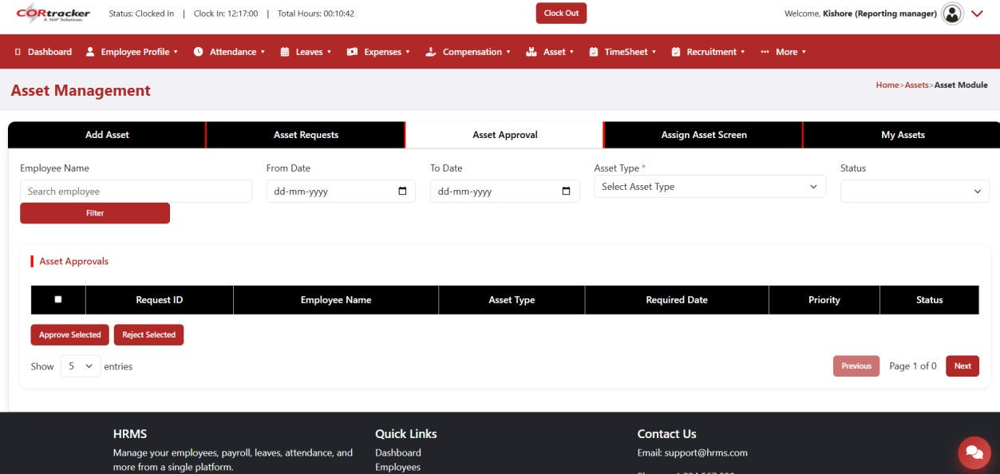 CORtracker
A 360° Solutions
Status: Clocked In | Clock In: 12:17:00 | Total Hours: 00:10:42
Clock Out
Welcome, Kishore (Reporting manager)
Dashboard Employee Profile Attendance Leaves Expenses Compensation Asset TimeSheet Recruitment More
Asset Management
Home>Assets>Asset Module
Add Asset Asset Requests Asset Approval Assign Asset Screen My Assets
Employee Name From Date To Date Asset Type * Status
Search employee dd-mm-yyyy dd-mm-yyyy Select Asset Type
Filter
Asset Approvals
Request ID Employee Name Asset Type Required Date Priority Status
Approve Selected Reject Selected
Show 5 entries Previous Page 1 of 0 Next
HRMS Quick Links Contact Us
Manage your employees, payroll, leaves, attendance, and Dashboard Email: support@hrms.com
more from a single platform. Employees